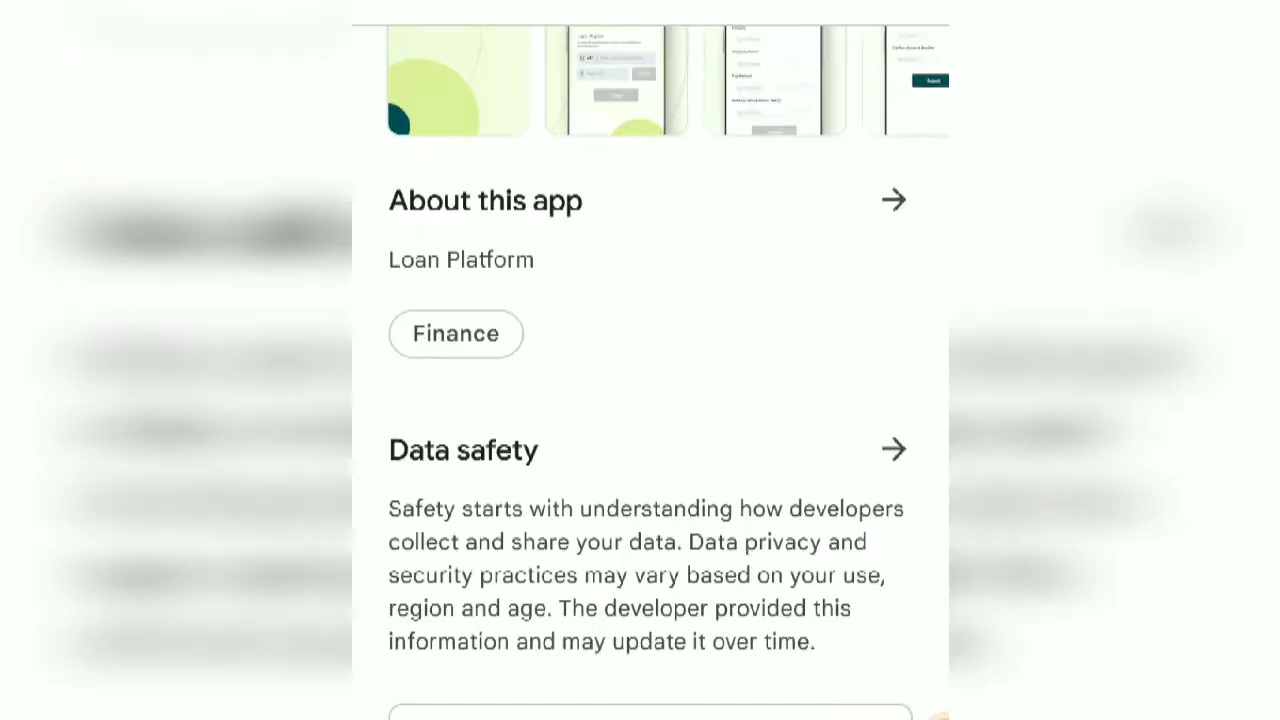 About this app
Loan Platform
Finance
Data safety
Safety starts with understanding how developers
collect and share your data. Data privacy and
security practices may vary based on your use,
region and age. The developer provided this
information and may update it over time.